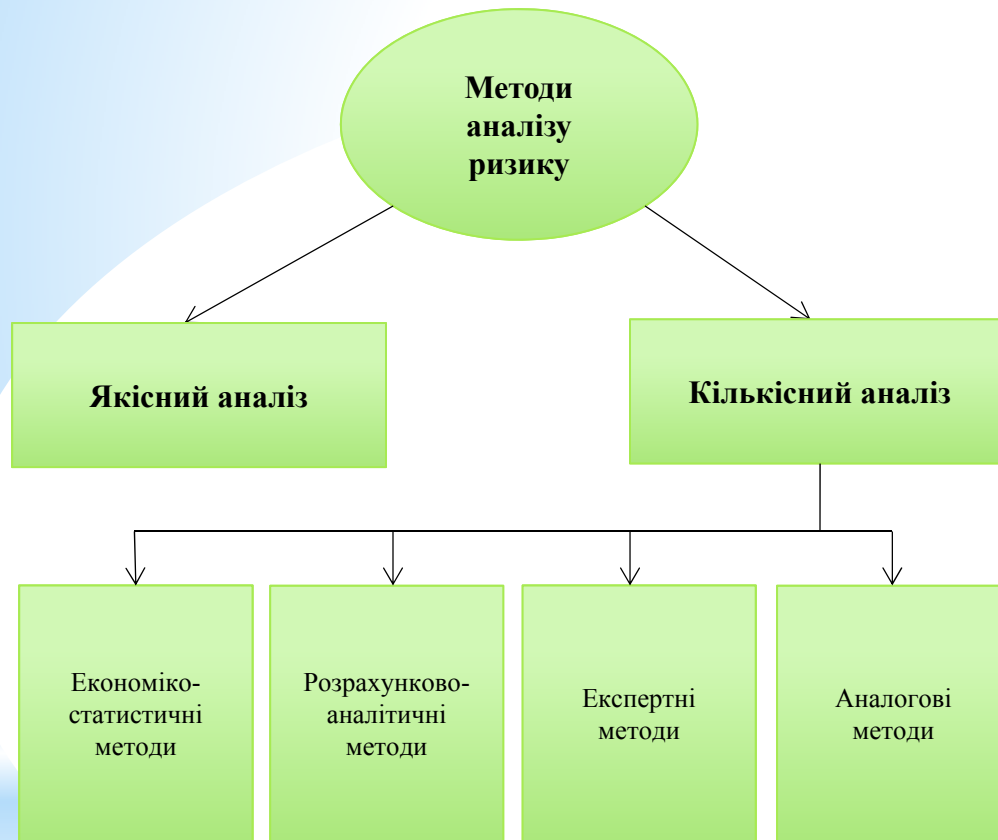 Методи
аналізу
ризику
Якісний аналіз
Кількісний аналіз
Економіко-
статистичні
методи
Розрахунково-
аналітичні
методи
Експертні
методи
Аналогові
методи